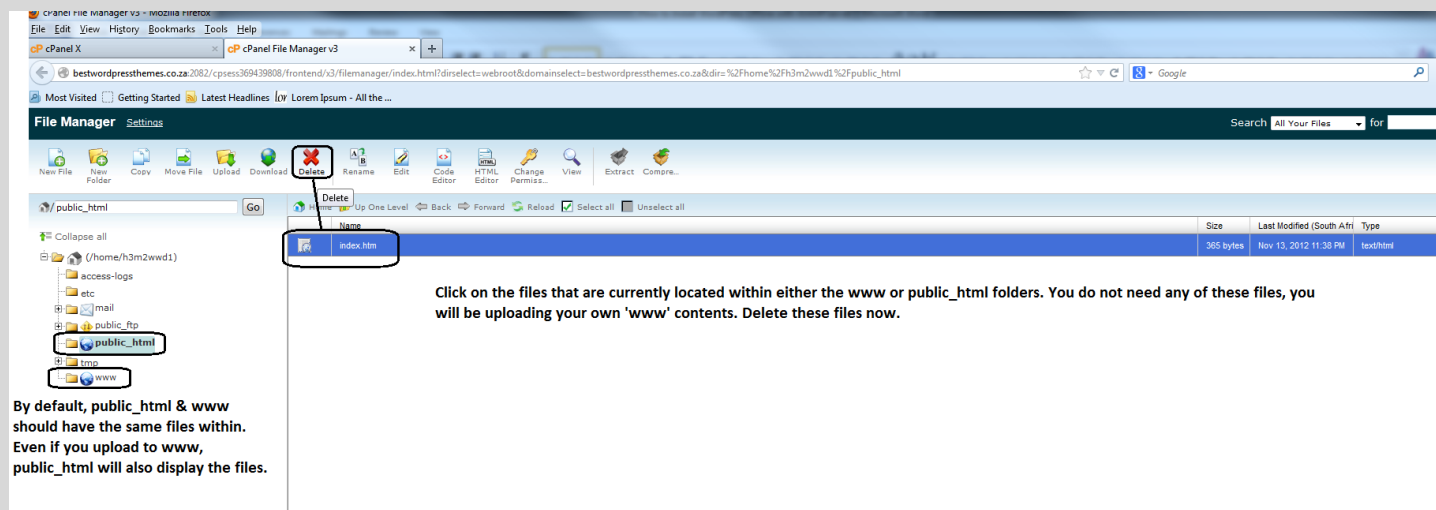 cPanel File Manager v3 - Mozilla Firefox
File Edit View History Bookmarks Tools Help
cP cPanel X × cP cPanel File Manager v3 × +
bestwordpressthemes.co.za:2082/cpsess369439808/frontend/x3/filemanager/index.html?dirselect=webroot&domainselect=bestwordpressthemes.co.za&dir=%2Fhome%2Fh3m2wwd1%2Fpublic_html Google
Most Visited Getting Started Latest Headlines Lorem Ipsum - All the ...
File Manager Settings Search All Your Files for
New File New Folder Copy Move File Upload Download Delete Rename Edit Code Editor HTML Editor Change Permiss... View Extract Compre...
Delete
/ public_html Go Home Up One Level Back Forward Reload Select all Unselect all
Name Size Last Modified (South Afri Type
index.htm 365 bytes Nov 13, 2012 11:38 PM text/html
Collapse all
(/home/h3m2wwd1)
access-logs
etc
mail
public_ftp
public_html
tmp
www
Click on the files that are currently located within either the www or public_html folders. You do not need any of these files, you
will be uploading your own 'www' contents. Delete these files now.
By default, public_html & www
should have the same files within.
Even if you upload to www,
public_html will also display the files.